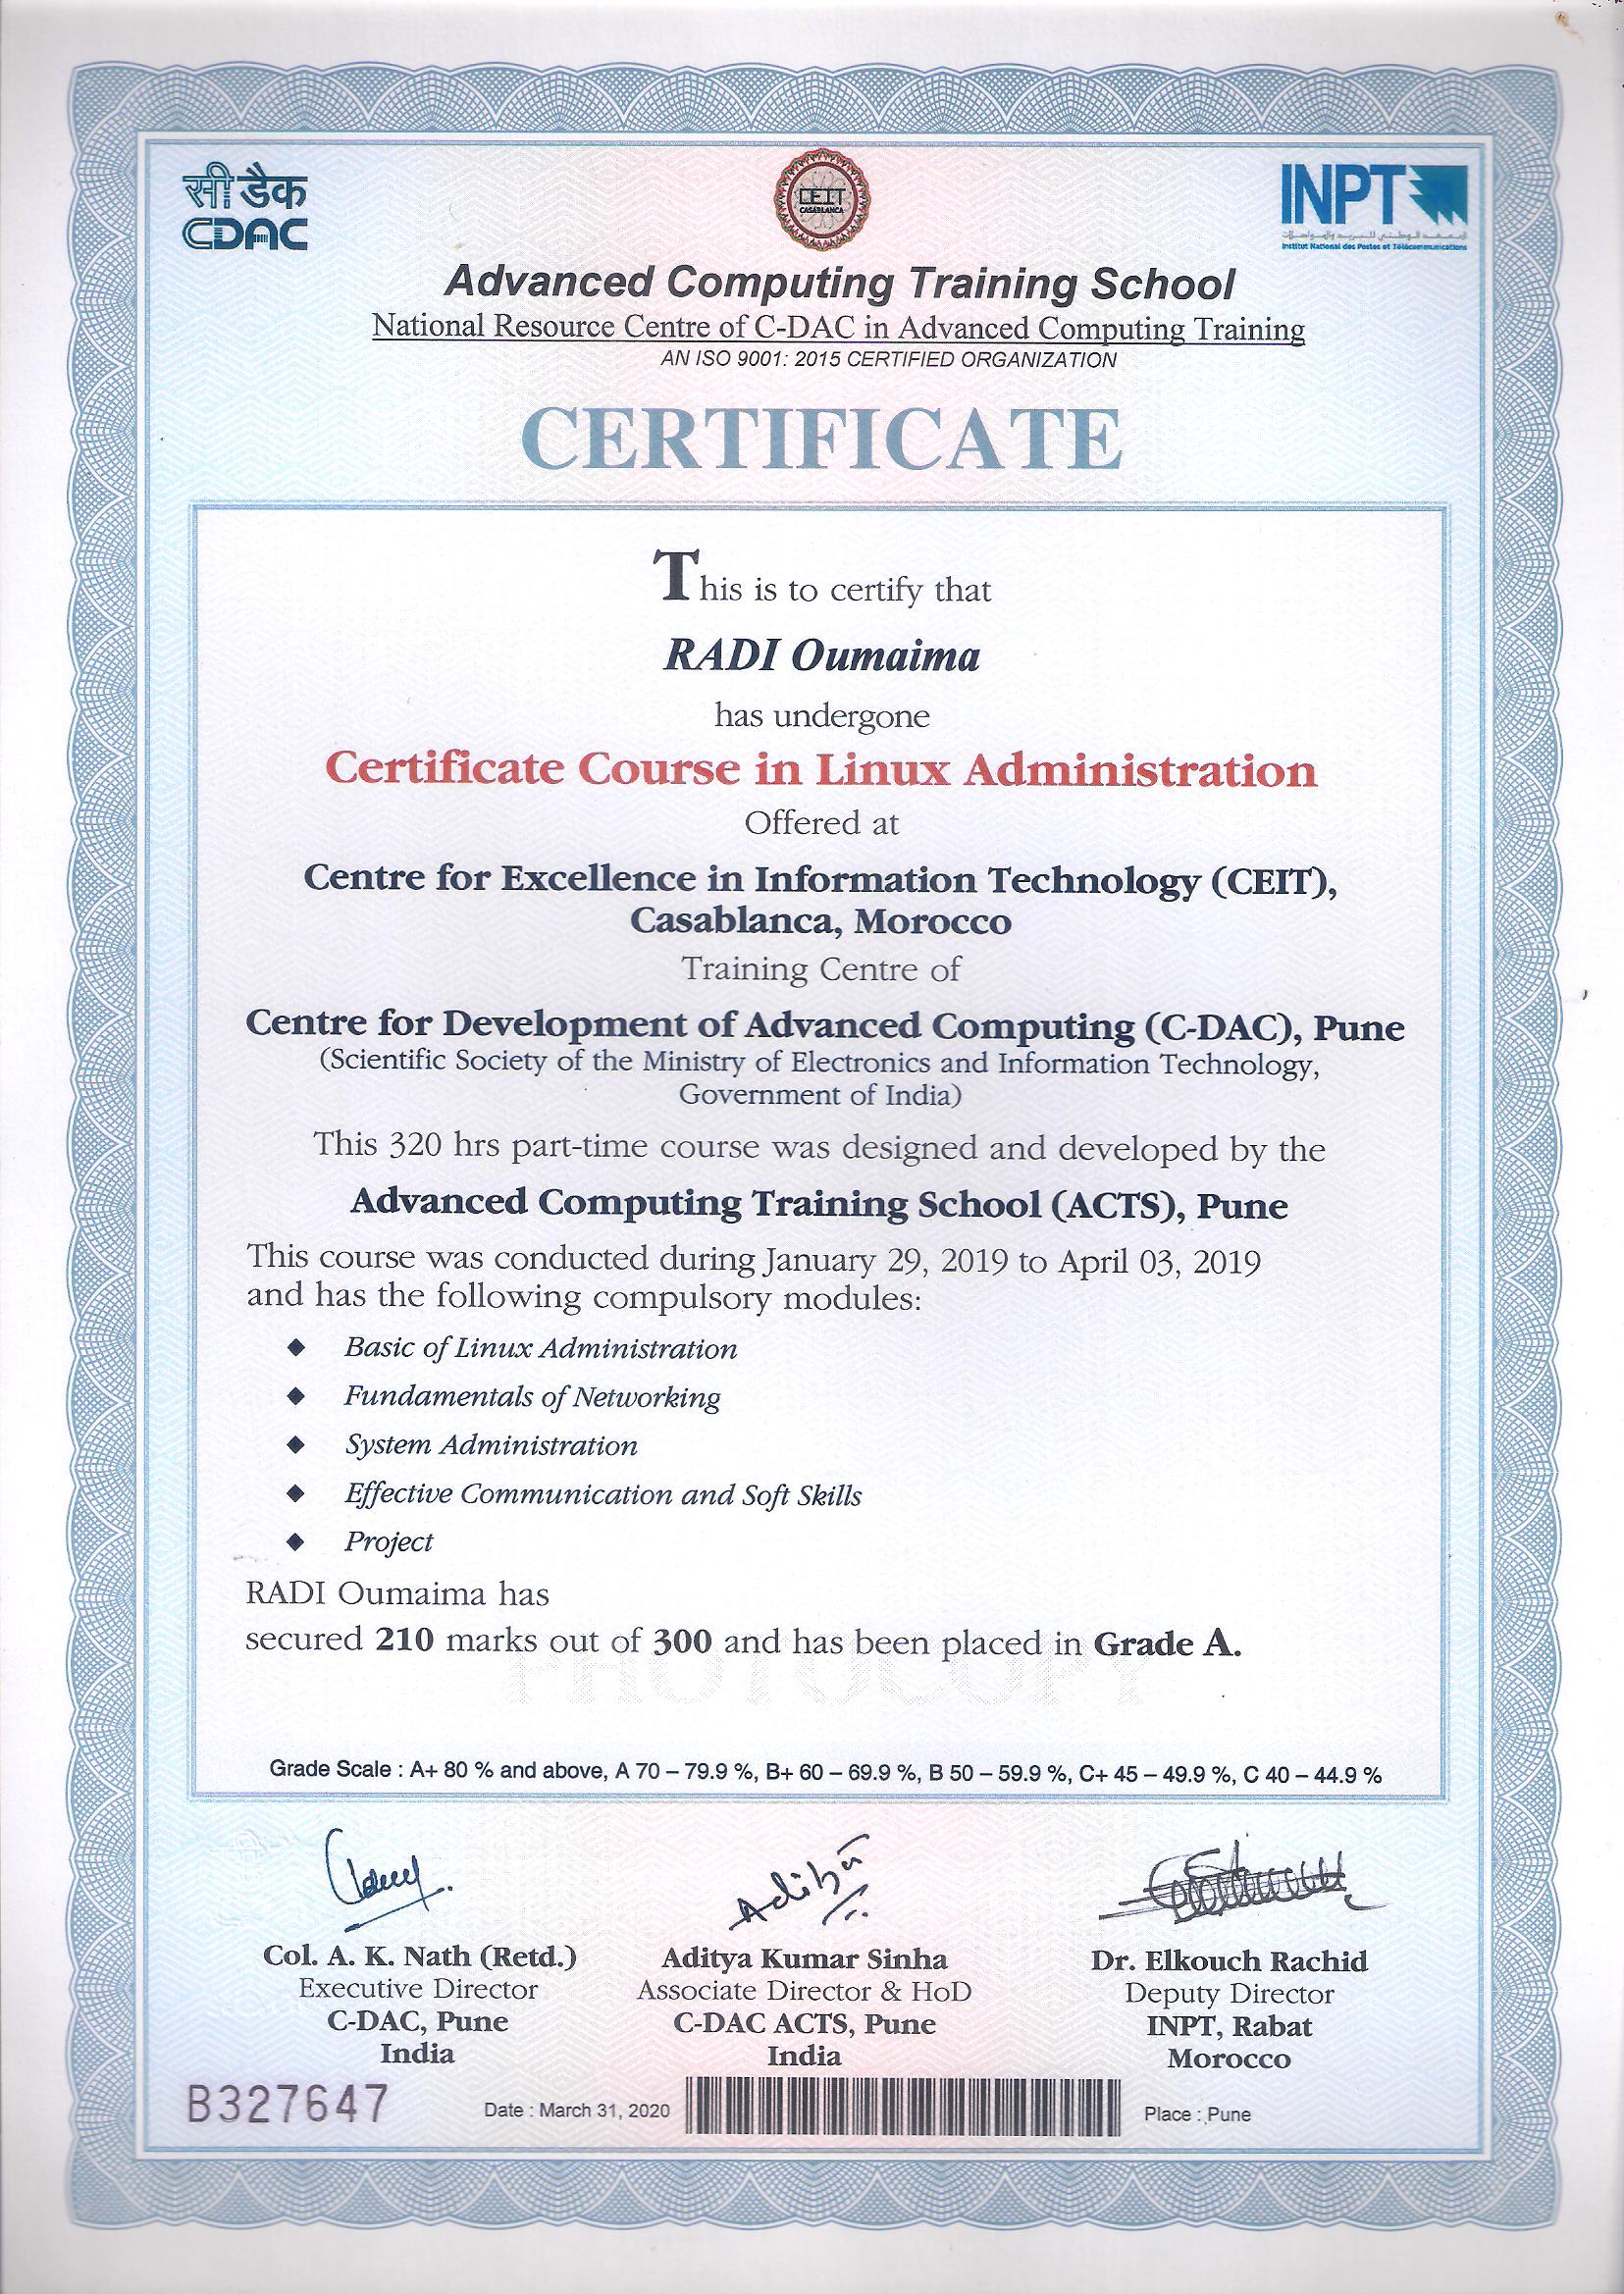 सी डैक
CDAC
CEIT
CASABLANCA
INPT
Institut National des Postes et Télécommunications
Advanced Computing Training School
National Resource Centre of C-DAC in Advanced Computing Training
AN ISO 9001: 2015 CERTIFIED ORGANIZATION
CERTIFICATE
This is to certify that
RADI Oumaima
has undergone
Certificate Course in Linux Administration
Offered at
Centre for Excellence in Information Technology (CEIT),
Casablanca, Morocco
Training Centre of
Centre for Development of Advanced Computing (C-DAC), Pune
(Scientific Society of the Ministry of Electronics and Information Technology,
Government of India)
This 320 hrs part-time course was designed and developed by the
Advanced Computing Training School (ACTS), Pune
This course was conducted during January 29, 2019 to April 03, 2019
and has the following compulsory modules:
◆ Basic of Linux Administration
◆ Fundamentals of Networking
◆ System Administration
◆ Effective Communication and Soft Skills
◆ Project
RADI Oumaima has
secured 210 marks out of 300 and has been placed in Grade A.
PHOTOCOPY
Grade Scale : A+ 80 % and above, A 70 – 79.9 %, B+ 60 – 69.9 %, B 50 – 59.9 %, C+ 45 – 49.9 %, C 40 – 44.9 %
Aditya
Col. A. K. Nath (Retd.)
Executive Director
C-DAC, Pune
India
Aditya Kumar Sinha
Associate Director & HoD
C-DAC ACTS, Pune
India
Dr. Elkouch Rachid
Deputy Director
INPT, Rabat
Morocco
B327647
Date : March 31, 2020
Place : Pune